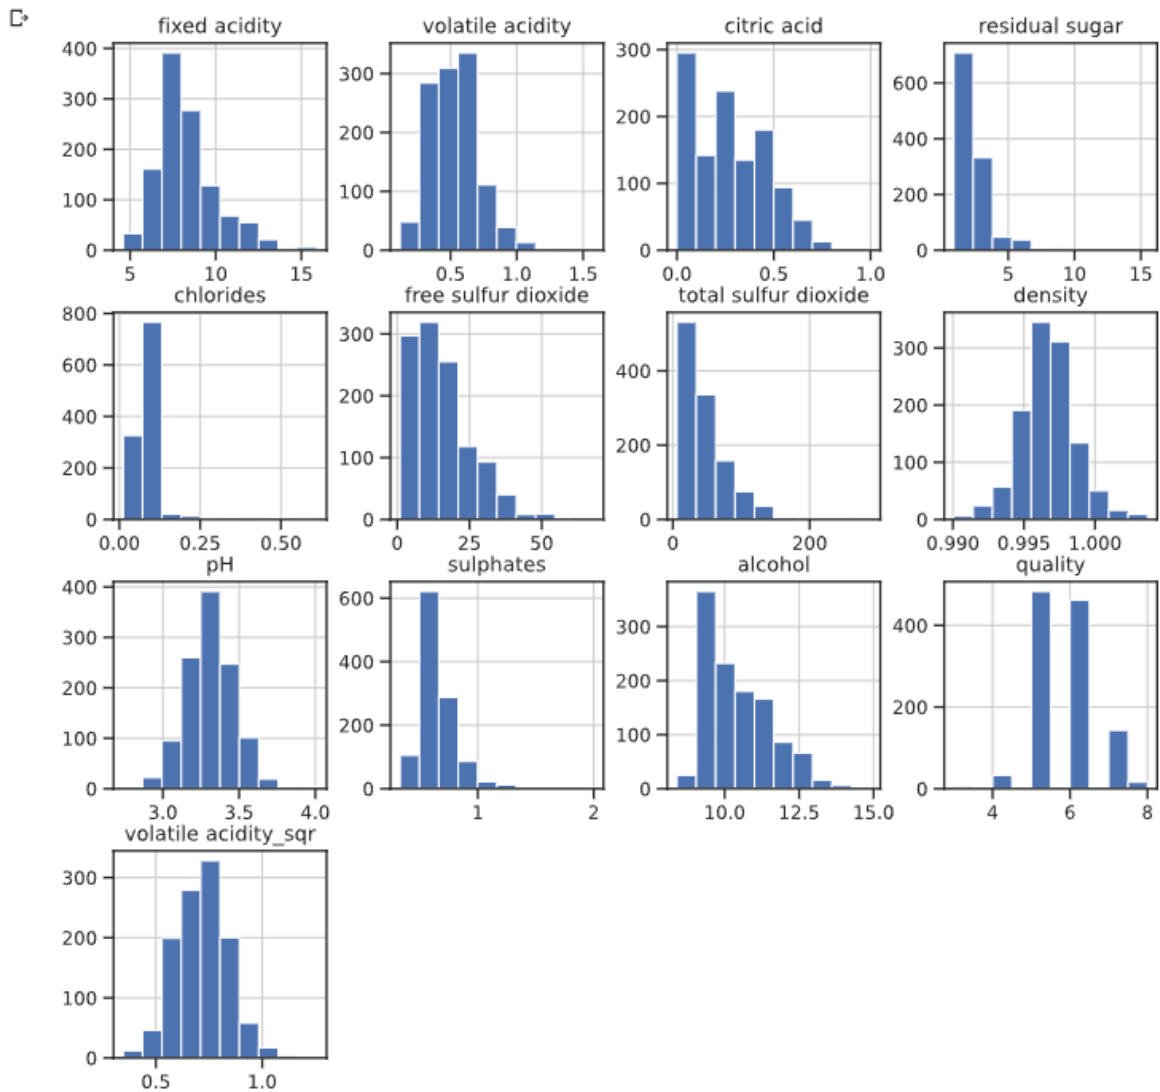 fixed acidity
volatile acidity
citric acid
residual sugar
400
300
200
100
0
5 10 15
300
200
100
0
0.5 1.0 1.5
300
200
100
0
0.0 0.5 1.0
600
400
200
0
5 10 15
chlorides
free sulfur dioxide
total sulfur dioxide
density
800
600
400
200
0
0.00 0.25 0.50
300
200
100
0
0 25 50
400
200
0
0 200
300
200
100
0
0.990 0.995 1.000
pH
sulphates
alcohol
quality
400
300
200
100
0
3.0 3.5 4.0
600
400
200
0
1 2
300
200
100
0
10.0 12.5 15.0
400
200
0
4 6 8
volatile acidity_sqr
300
200
100
0
0.5 1.0